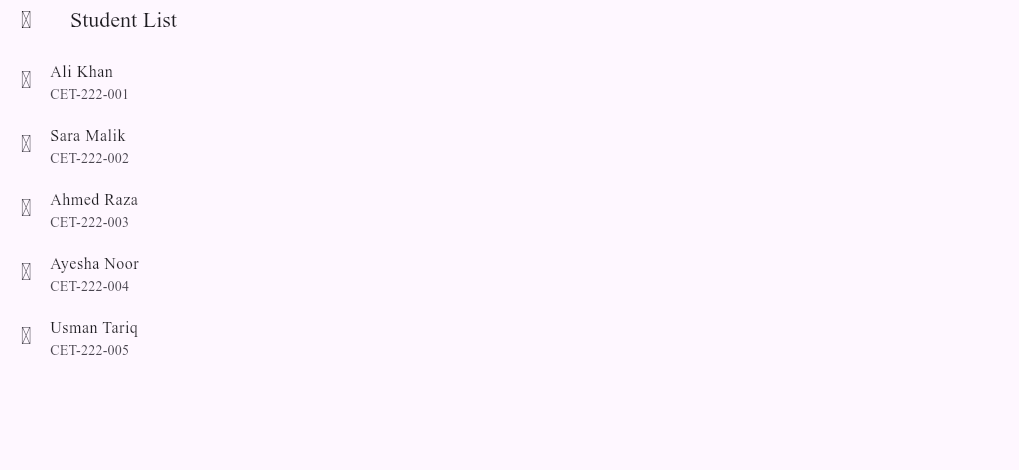 Student List
Ali Khan
CET-222-001
Sara Malik
CET-222-002
Ahmed Raza
CET-222-003
Ayesha Noor
CET-222-004
Usman Tariq
CET-222-005